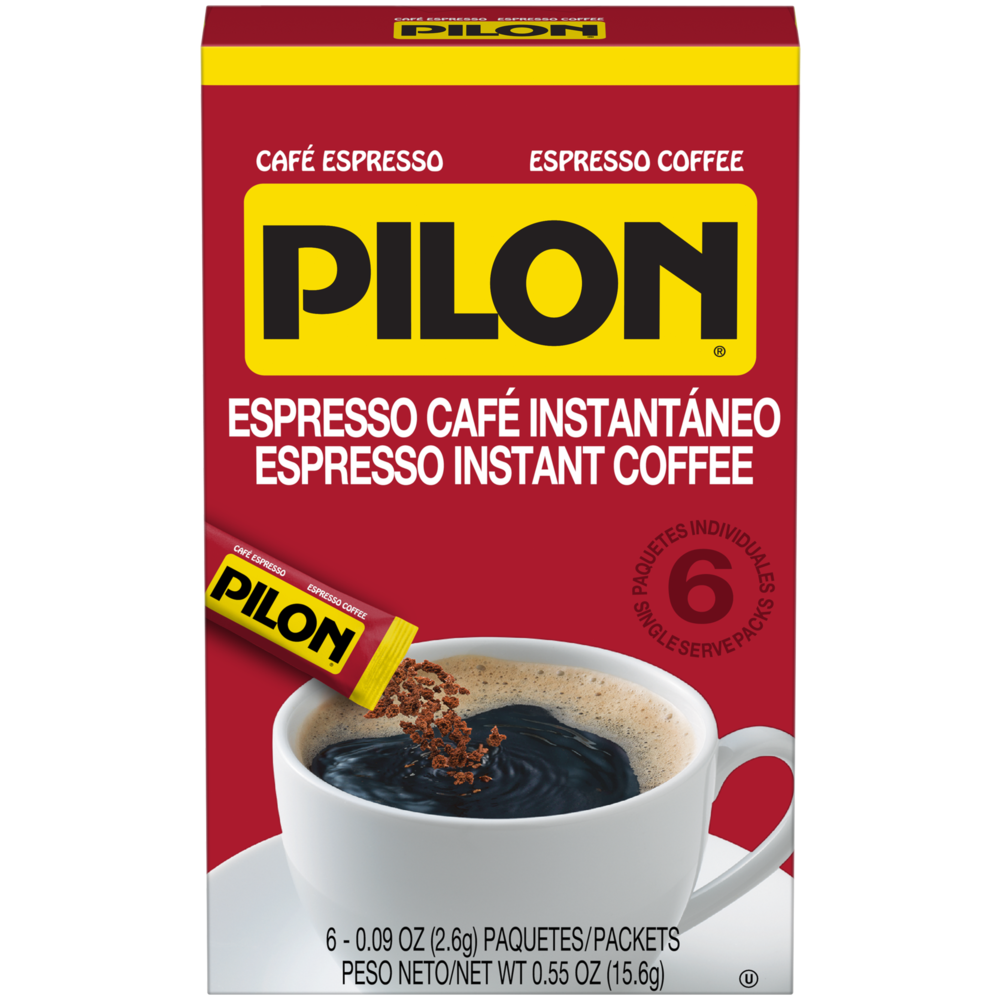 CAFÉ ESPRESSO ESPRESSO COFFEE
PILON
CAFÉ ESPRESSO ESPRESSO COFFEE
PILON®
ESPRESSO CAFÉ INSTANTÁNEO
ESPRESSO INSTANT COFFEE
PAQUETES INDIVIDUALES
6
SINGLE SERVE PACKS
CAFÉ ESPRESSO ESPRESSO COFFEE
PILON
6 - 0.09 OZ (2.6g) PAQUETES/PACKETS
PESO NETO/NET WT 0.55 OZ (15.6g)
U